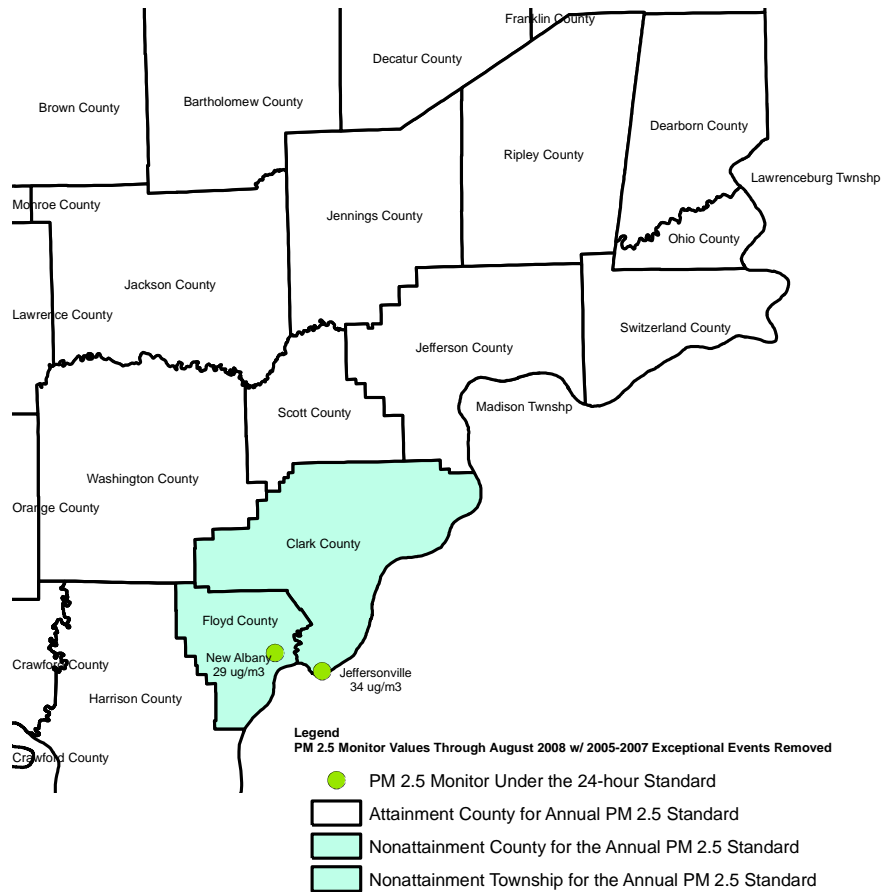 Franklin County
Decatur County
Brown County
Bartholomew County
Dearborn County
Ripley County
Lawrenceburg Twnshp
Monroe County
Jennings County
Ohio County
Jackson County
Lawrence County
Switzerland County
Jefferson County
Madison Twnshp
Scott County
Washington County
Orange County
Clark County
Floyd County
New Albany
29 ug/m3
Jeffersonville
34 ug/m3
Crawford County
Harrison County
Crawford County
Legend
PM 2.5 Monitor Values Through August 2008 w/ 2005-2007 Exceptional Events Removed
PM 2.5 Monitor Under the 24-hour Standard
Attainment County for Annual PM 2.5 Standard
Nonattainment County for the Annual PM 2.5 Standard
Nonattainment Township for the Annual PM 2.5 Standard